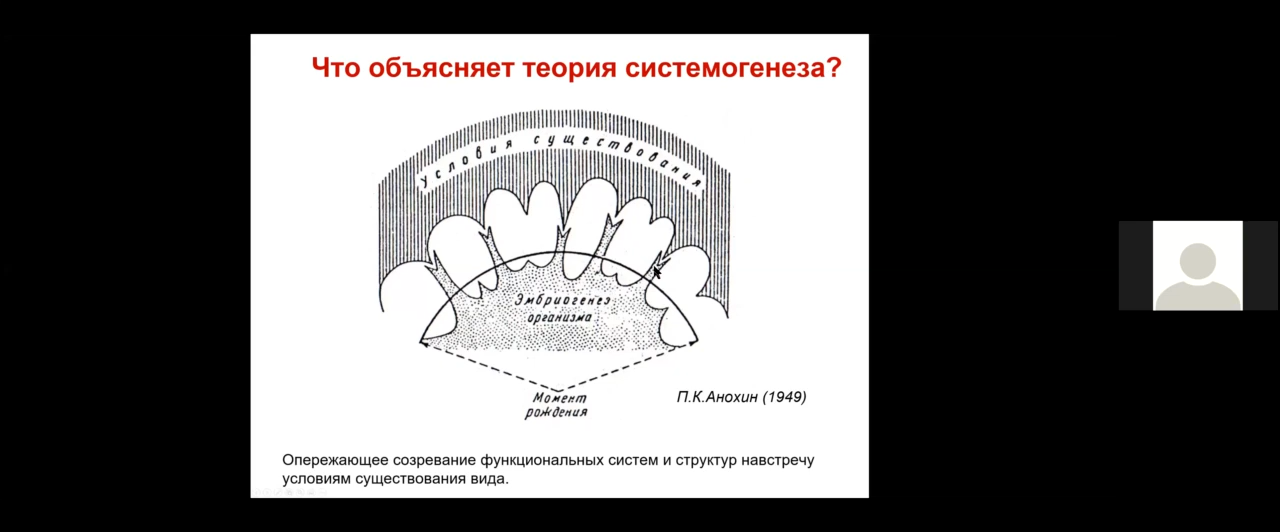 Что объясняет теория системогенеза?
Условия существования
Эмбриогенез
организма
Момент
рождения
П.К.Анохин (1949)
Опережающее созревание функциональных систем и структур навстречу
условиям существования вида.